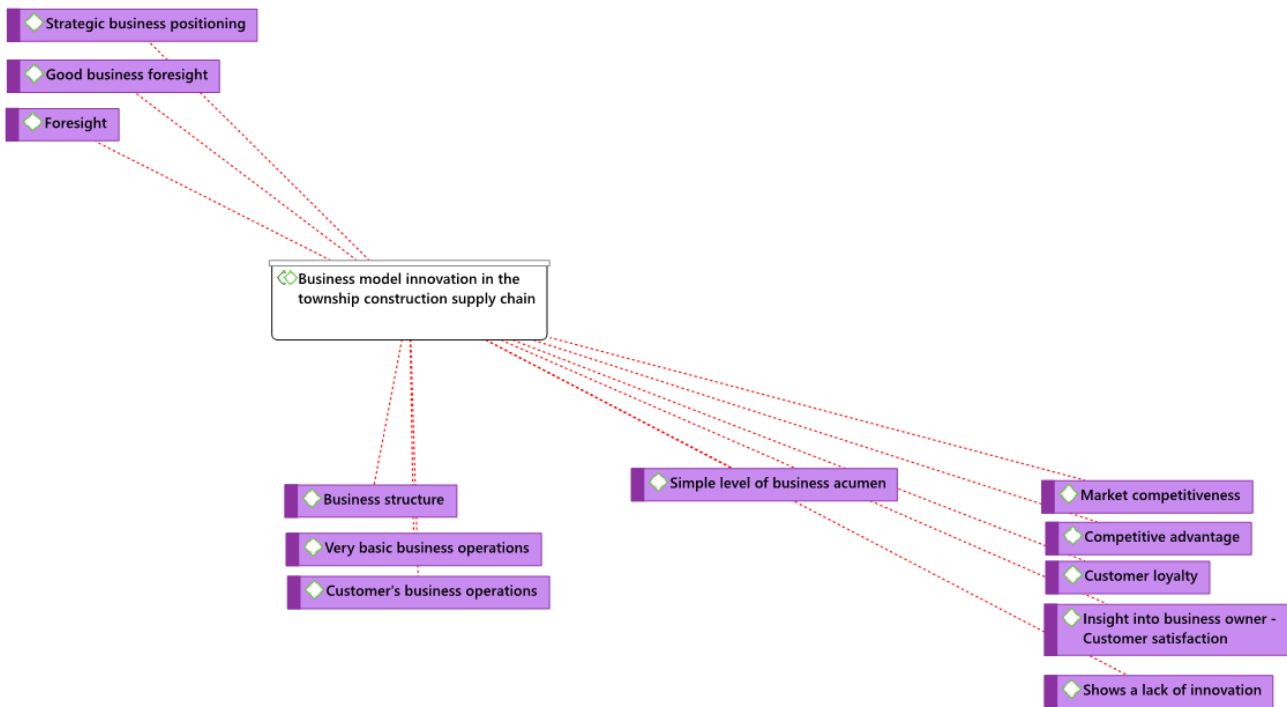 Strategic business positioning
Good business foresight
Foresight
Business model innovation in the
township construction supply chain
Business structure
Very basic business operations
Customer's business operations
Simple level of business acumen
Market competitiveness
Competitive advantage
Customer loyalty
Insight into business owner -
Customer satisfaction
Shows a lack of innovation